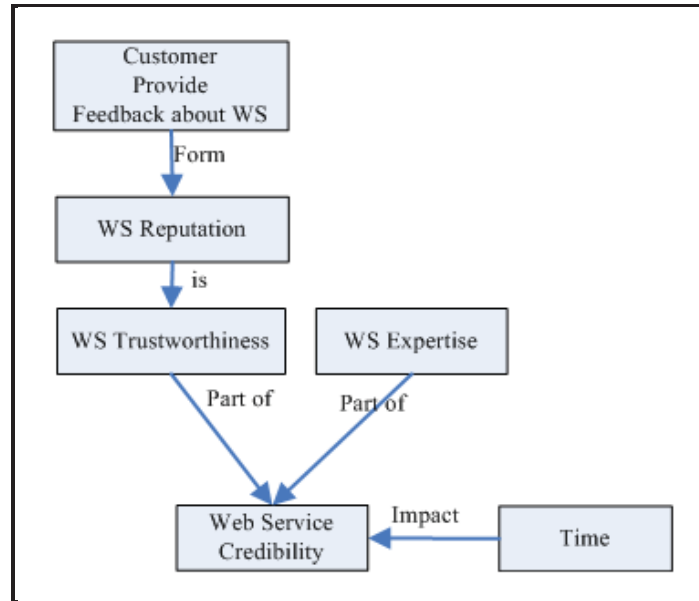 Customer
Provide
Feedback about WS
Form
WS Reputation
is
WS Trustworthiness
WS Expertise
Part of
Part of
Web Service
Credibility
Impact
Time